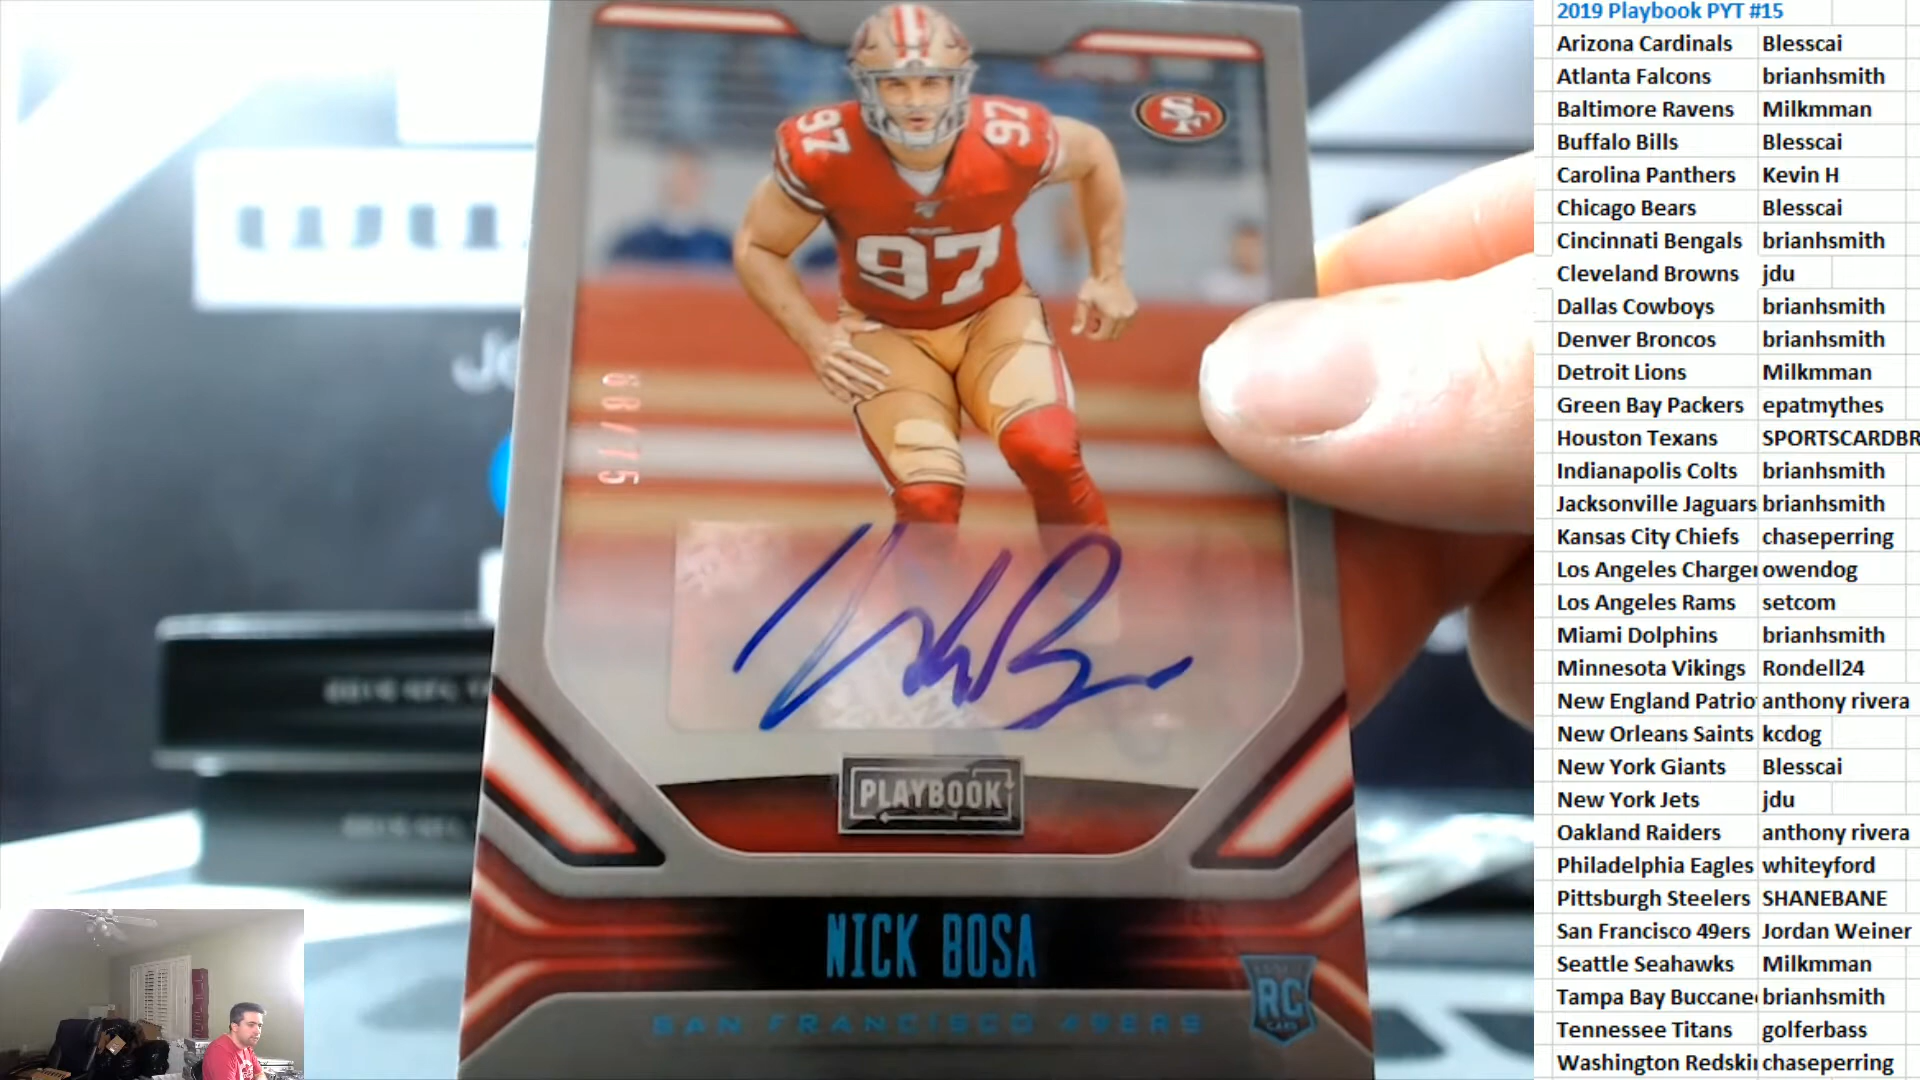 97
97
SF
97
68/75
PLAYBOOK
NICK BOSA
SAN FRANCISCO 49ERS
RC
2019 Playbook PYT #15
Arizona Cardinals Blesscai
Atlanta Falcons brianhsmith
Baltimore Ravens Milkmman
Buffalo Bills Blesscai
Carolina Panthers Kevin H
Chicago Bears Blesscai
Cincinnati Bengals brianhsmith
Cleveland Browns jdu
Dallas Cowboys brianhsmith
Denver Broncos brianhsmith
Detroit Lions Milkmman
Green Bay Packers epatmythes
Houston Texans SPORTSCARDBR
Indianapolis Colts brianhsmith
Jacksonville Jaguars brianhsmith
Kansas City Chiefs chaseperring
Los Angeles Charger owendog
Los Angeles Rams setcom
Miami Dolphins brianhsmith
Minnesota Vikings Rondell24
New England Patrio anthony rivera
New Orleans Saints kcdog
New York Giants Blesscai
New York Jets jdu
Oakland Raiders anthony rivera
Philadelphia Eagles whiteyford
Pittsburgh Steelers SHANEBANE
San Francisco 49ers Jordan Weiner
Seattle Seahawks Milkmman
Tampa Bay Buccanee brianhsmith
Tennessee Titans golferbass
Washington Redskin chaseperring